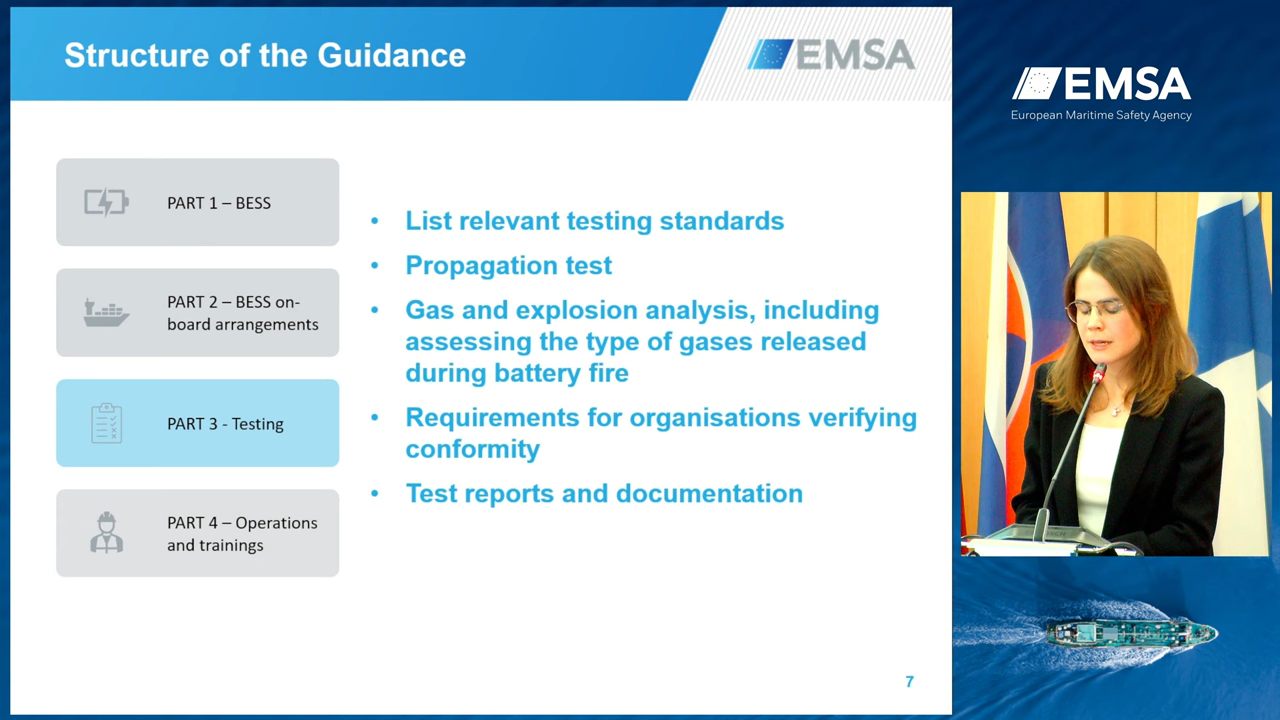 Structure of the Guidance
EMSA
EMSA
European Maritime Safety Agency
PART 1 – BESS
PART 2 – BESS on-
board arrangements
PART 3 - Testing
PART 4 – Operations
and trainings
• List relevant testing standards
• Propagation test
• Gas and explosion analysis, including
assessing the type of gases released
during battery fire
• Requirements for organisations verifying
conformity
• Test reports and documentation
7